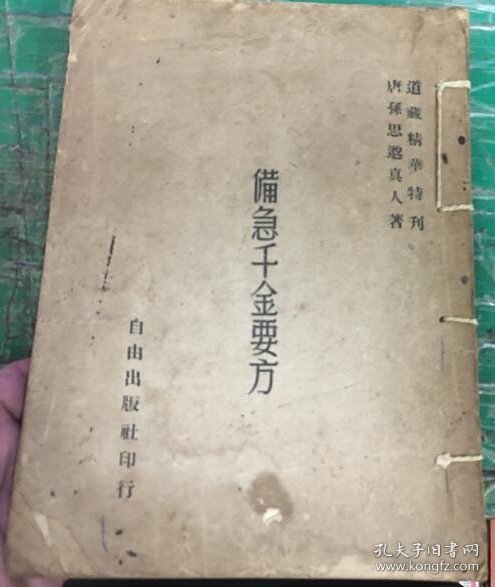 道藏精華特刊
唐孫思邈真人著
備急千金要方
自由出版社印行
孔夫子旧书网
kongfz.com